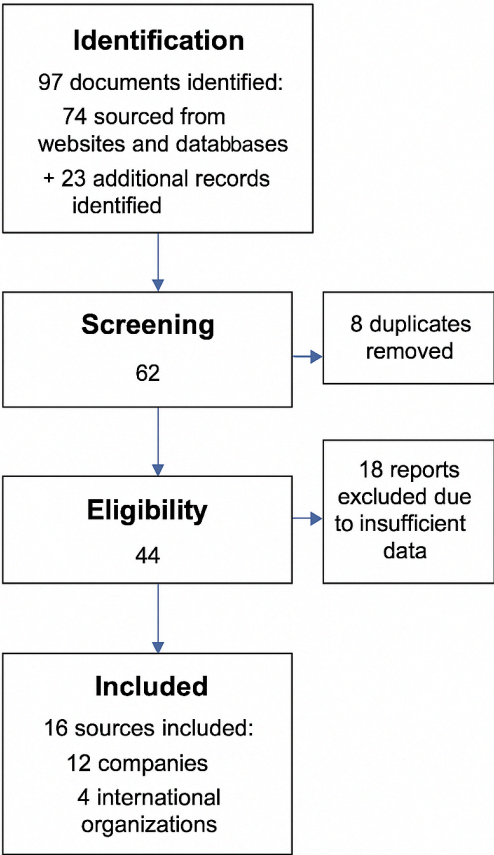 Identification
97 documents identified:
74 sourced from
websites and databbases
+ 23 additional records
identified
Screening
62
8 duplicates
removed
Eligibility
44
18 reports
excluded due
to insufficient
data
Included
16 sources included:
12 companies
4 international
organizations